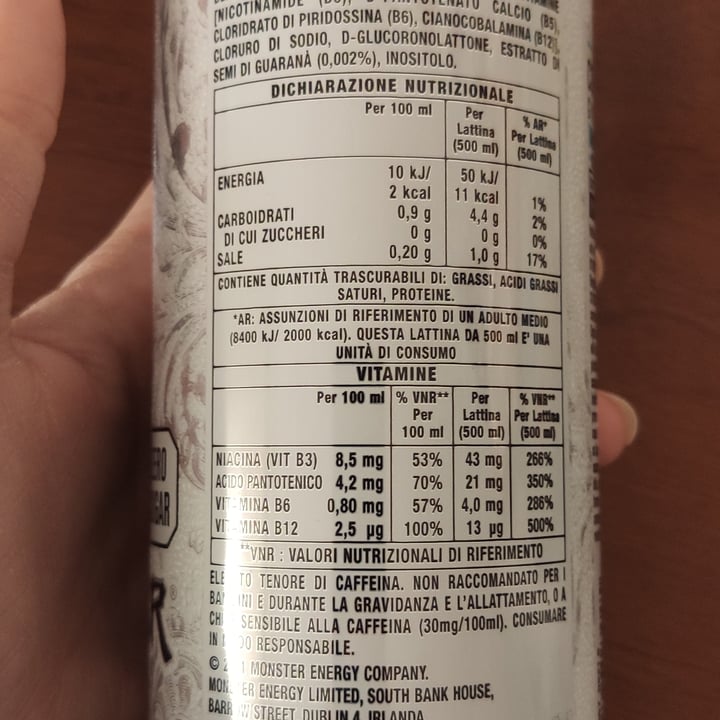 [NICOTINAMIDE CALCIO (B5),
CLORIDRATO DI PIRIDOSSINA (B6), CIANOCOBALAMINA (B12)],
CLORURO DI SODIO, D-GLUCORONOLATTONE, ESTRATTO DI
SEMI DI GUARANÀ (0,002%), INOSITOLO.
DICHIARAZIONE NUTRIZIONALE
Per 100 ml Per Lattina (500 ml) % AR* Per Lattina (500 ml)
ENERGIA 10 kJ/ 50 kJ/
2 kcal 11 kcal 1%
CARBOIDRATI 0,9 g 4,4 g 2%
DI CUI ZUCCHERI 0 g 0 g 0%
SALE 0,20 g 1,0 g 17%
CONTIENE QUANTITÀ TRASCURABILI DI: GRASSI, ACIDI GRASSI
SATURI, PROTEINE.
*AR: ASSUNZIONI DI RIFERIMENTO DI UN ADULTO MEDIO
(8400 kJ/ 2000 kcal). QUESTA LATTINA DA 500 ml E' UNA
UNITÀ DI CONSUMO
VITAMINE
Per 100 ml % VNR** Per 100 ml Per Lattina (500 ml) % VNR** Per Lattina (500 ml)
NIACINA (VIT B3) 8,5 mg 53% 43 mg 266%
ACIDO PANTOTENICO 4,2 mg 70% 21 mg 350%
VITAMINA B6 0,80 mg 57% 4,0 mg 286%
VITAMINA B12 2,5 µg 100% 13 µg 500%
**VNR : VALORI NUTRIZIONALI DI RIFERIMENTO
TENORE DI CAFFEINA. NON RACCOMANDATO PER I
E DURANTE LA GRAVIDANZA E L'ALLATTAMENTO, O A
SENSIBILE ALLA CAFFEINA (30mg/100ml). CONSUMARE
IN RESPONSABILE.
© MONSTER ENERGY COMPANY.
ENERGY LIMITED, SOUTH BANK HOUSE,
STREET, DUBLIN 4, IRLANDA